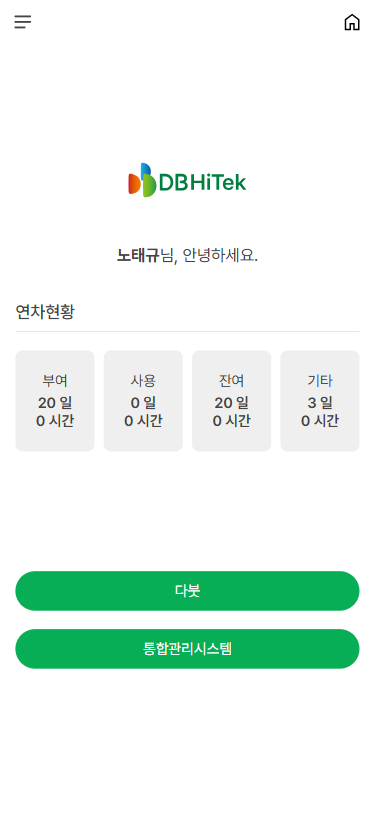 DB HiTek
노태규님, 안녕하세요.
연차현황
부여
20 일
0 시간
사용
0 일
0 시간
잔여
20 일
0 시간
기타
3 일
0 시간
다봇
통합관리시스템